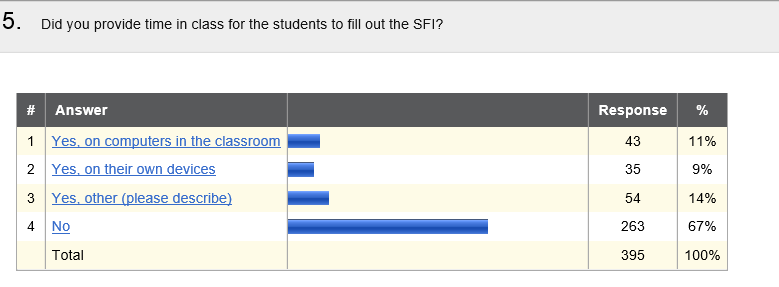 5. Did you provide time in class for the students to fill out the SFI?
# Answer Response %
1 Yes, on computers in the classroom 43 11%
2 Yes, on their own devices 35 9%
3 Yes, other (please describe) 54 14%
4 No 263 67%
Total 395 100%